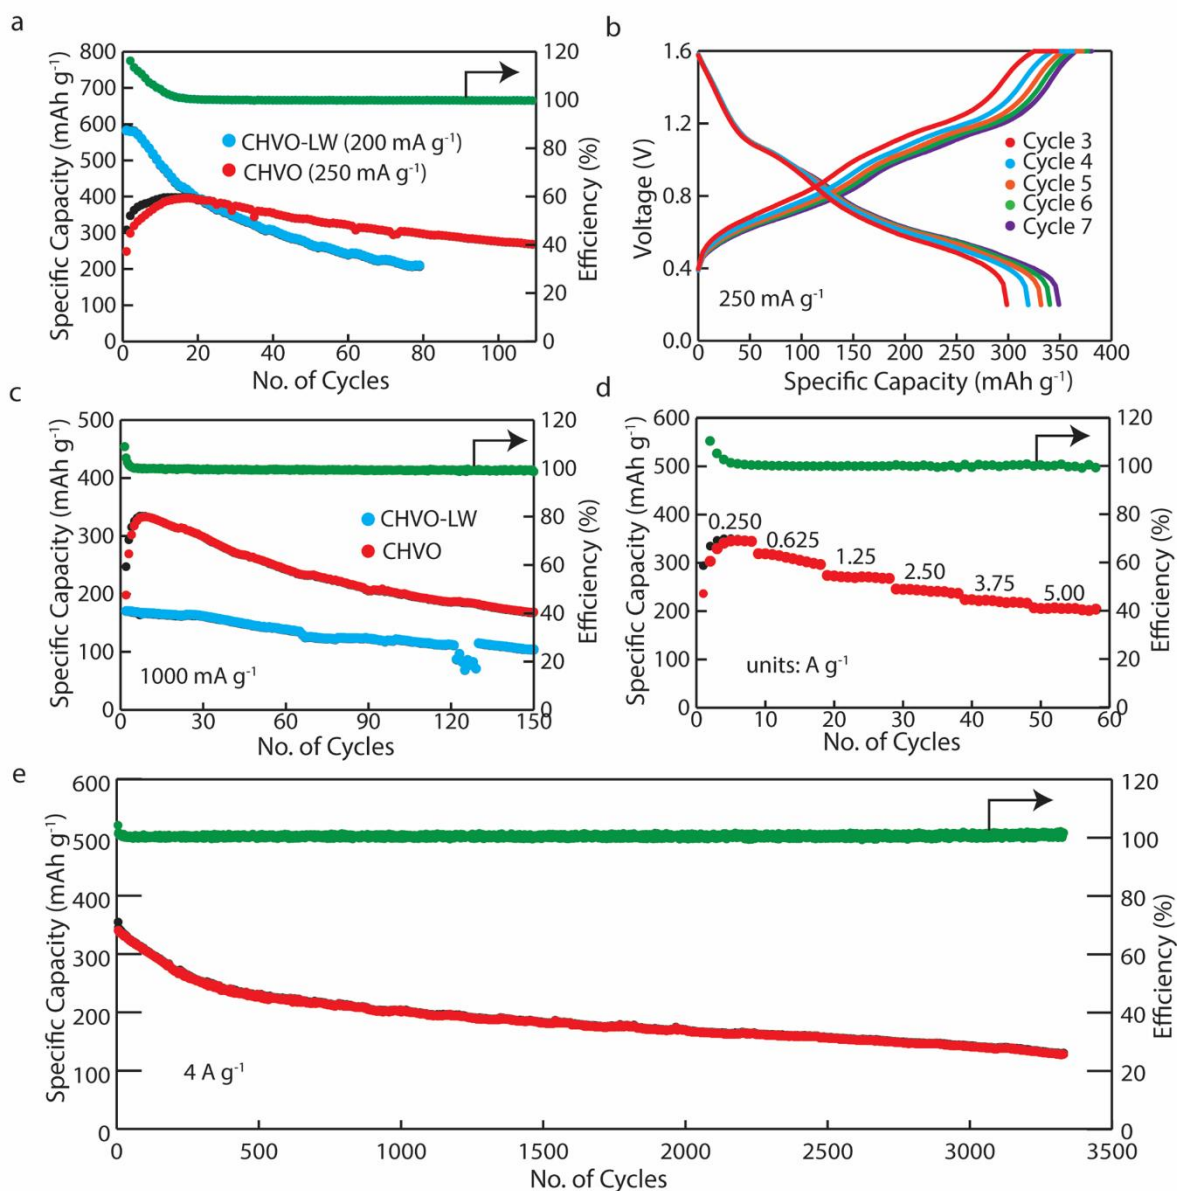 a
Specific Capacity (mAh g⁻¹)
800
700
600
500
400
300
200
100
0
CHVO-LW (200 mA g⁻¹)
CHVO (250 mA g⁻¹)
120
100
80
60
40
20
0
Efficiency (%)
0 20 40 60 80 100
No. of Cycles
b
Voltage (V)
1.6
1.2
0.8
0.4
0.0
Cycle 3
Cycle 4
Cycle 5
Cycle 6
Cycle 7
250 mA g⁻¹
0 50 100 150 200 250 300 350 400
Specific Capacity (mAh g⁻¹)
c
Specific Capacity (mAh g⁻¹)
500
400
300
200
100
0
CHVO-LW
CHVO
1000 mA g⁻¹
120
100
80
60
40
20
0
Efficiency (%)
0 30 60 90 120 150
No. of Cycles
d
Specific Capacity (mAh g⁻¹)
600
500
400
300
200
100
0
0.250
0.625
1.25
2.50
3.75
5.00
units: A g⁻¹
120
100
80
60
40
20
0
Efficiency (%)
0 10 20 30 40 50 60
No. of Cycles
e
Specific Capacity (mAh g⁻¹)
600
500
400
300
200
100
0
4 A g⁻¹
120
100
80
60
40
20
0
Efficiency (%)
0 500 1000 1500 2000 2500 3000 3500
No. of Cycles